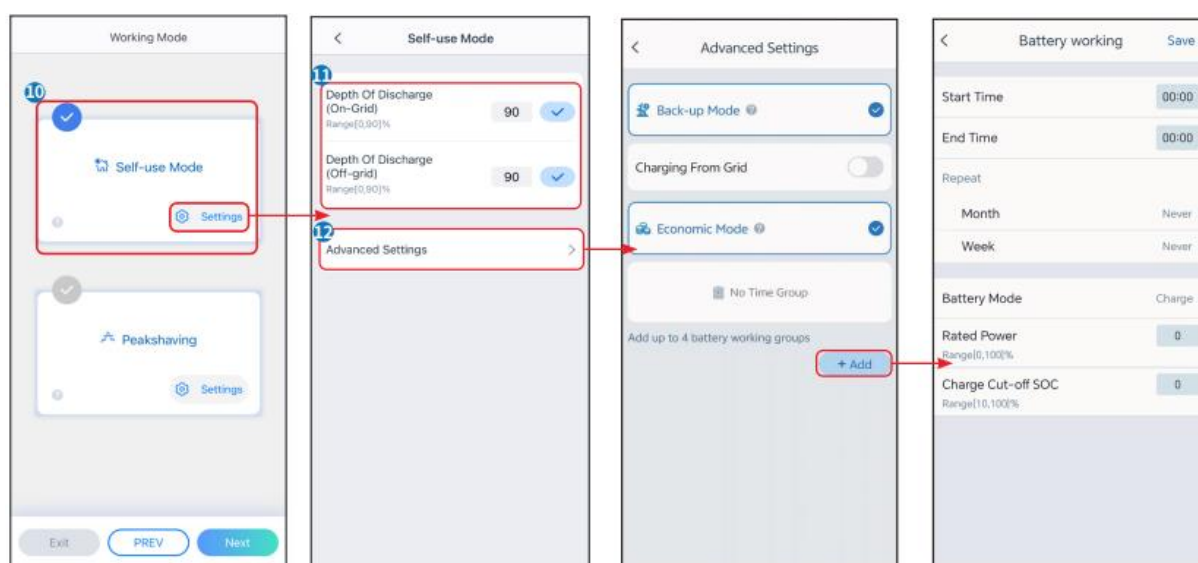 Working Mode
10
Self-use Mode
Settings
Peakshaving
Settings
Exit
PREV
Next
Self-use Mode
11
Depth Of Discharge
(On-Grid)
Range[0,90]%
90
Depth Of Discharge
(Off-grid)
Range[0,90]%
90
12
Advanced Settings
Advanced Settings
Back-up Mode
Charging From Grid
Economic Mode
No Time Group
Add up to 4 battery working groups
+ Add
Battery working
Save
Start Time
00:00
End Time
00:00
Repeat
Month
Never
Week
Never
Battery Mode
Charge
Rated Power
0
Range[0,100]%
Charge Cut-off SOC
0
Range[10,100]%